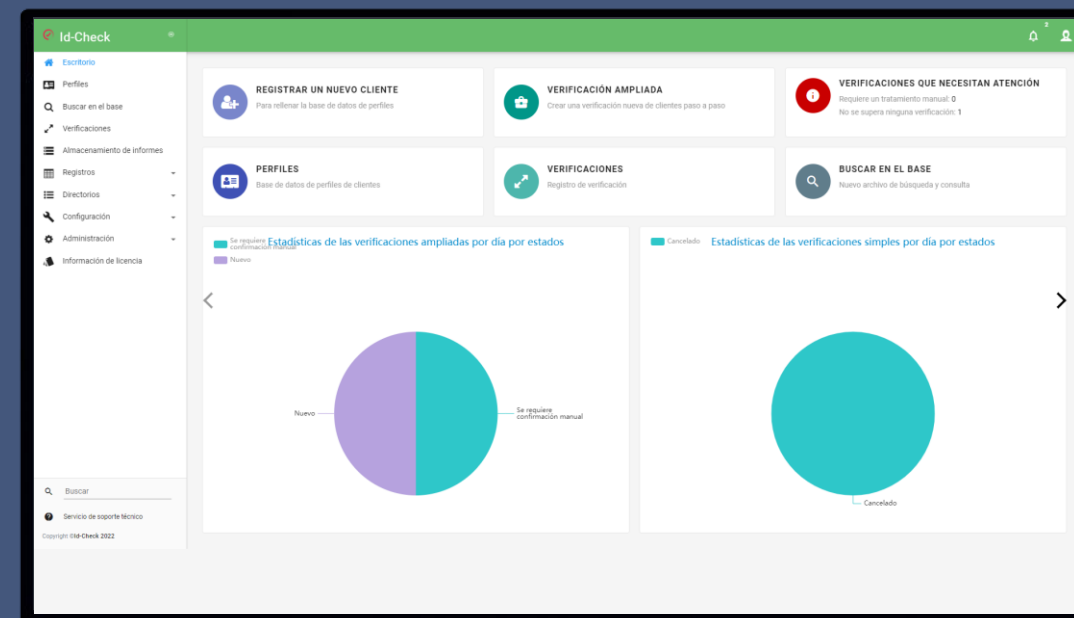 Id-Check
2
Escritorio
Perfiles
Buscar en el base
Verificaciones
Almacenamiento de informes
Registros
Directorios
Configuración
Administración
Información de licencia
Buscar
Servicio de soporte técnico
Copyright ©Id-Check 2022
REGISTRAR UN NUEVO CLIENTE
Para rellenar la base de datos de perfiles
VERIFICACIÓN AMPLIADA
Crear una verificación nueva de clientes paso a paso
VERIFICACIONES QUE NECESITAN ATENCIÓN
Requiere un tratamiento manual: 0
No se supera ninguna verificación: 1
PERFILES
Base de datos de perfiles de clientes
VERIFICACIONES
Registro de verificación
BUSCAR EN EL BASE
Nuevo archivo de búsqueda y consulta
Estadísticas de las verificaciones ampliadas por día por estados
Se requiere
confirmación manual
Nuevo
Nuevo
Se requiere
confirmación manual
Estadísticas de las verificaciones simples por día por estados
Cancelado
Cancelado